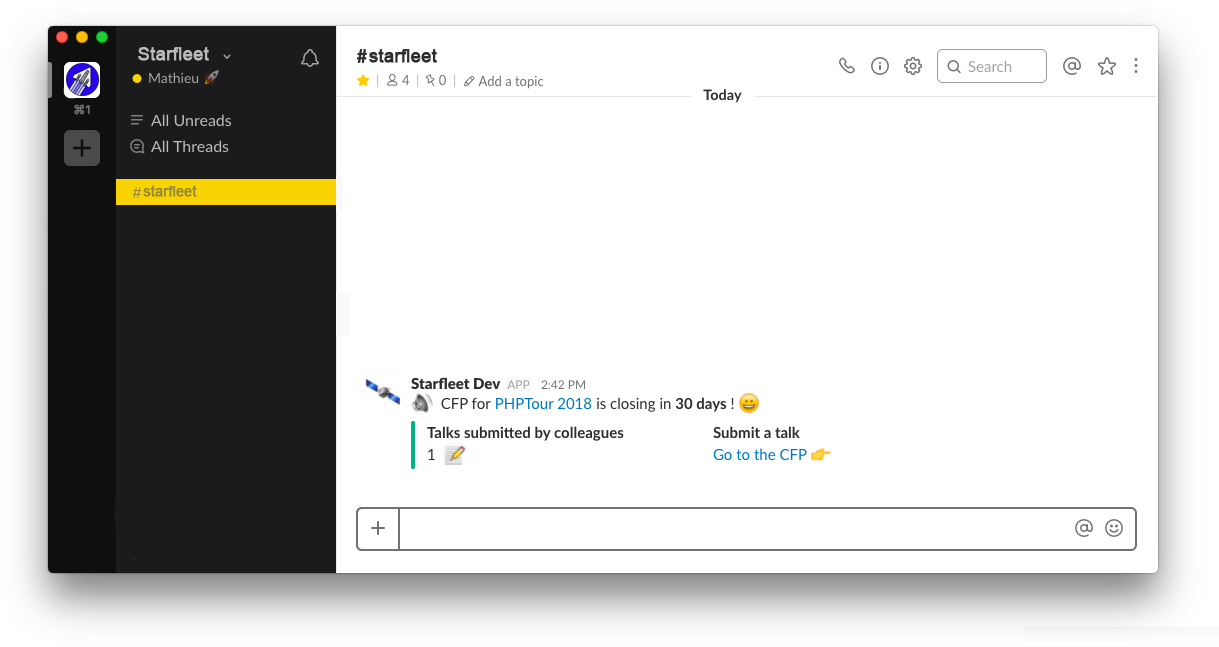 Starfleet
Mathieu 🚀
⌘1
All Unreads
All Threads
#starfleet
#starfleet
4
0
Add a topic
Search
Today
Starfleet Dev APP 2:42 PM
CFP for PHPTour 2018 is closing in 30 days ! 😀
Talks submitted by colleagues
1 📝
Submit a talk
Go to the CFP 👉